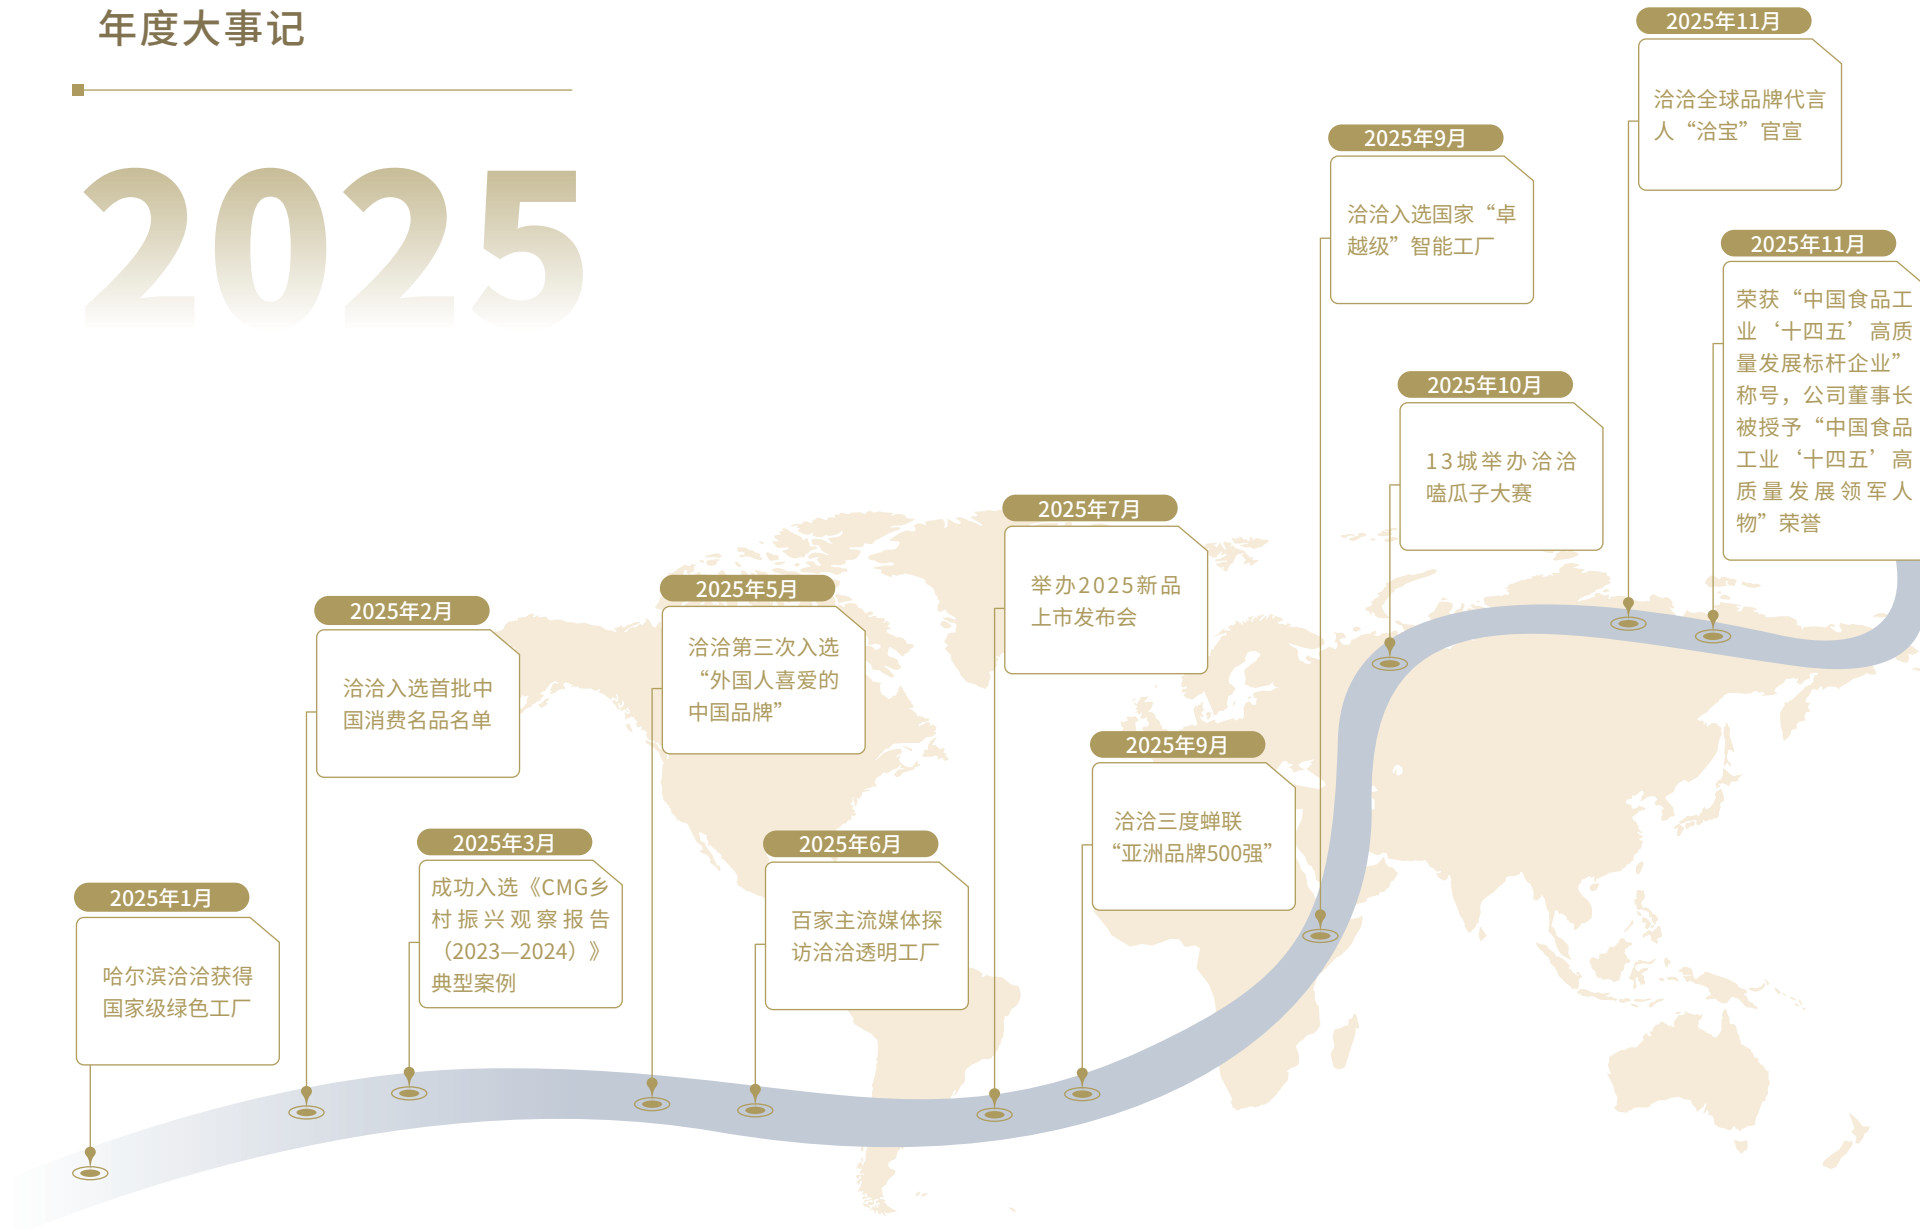 年度大事记
2025
2025年1月
哈尔滨洽洽获得
国家级绿色工厂
2025年2月
洽洽入选首批中
国消费名品名单
2025年3月
成功入选《CMG乡
村振兴观察报告
（2023—2024）》
典型案例
2025年5月
洽洽第三次入选
“外国人喜爱的
中国品牌”
2025年6月
百家主流媒体探
访洽洽透明工厂
2025年7月
举办2025新品
上市发布会
2025年9月
洽洽三度蝉联
“亚洲品牌500强”
2025年9月
洽洽入选国家“卓
越级”智能工厂
2025年10月
13城举办洽洽
嗑瓜子大赛
2025年11月
洽洽全球品牌代言
人“洽宝”官宣
2025年11月
荣获“中国食品工
业‘十四五’高质
量发展标杆企业”
称号，公司董事长
被授予“中国食品
工业‘十四五’高
质量发展领军人
物”荣誉